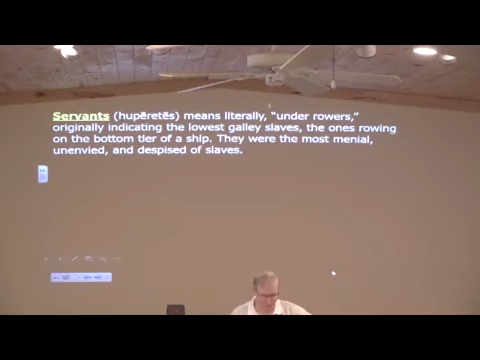 Servants (hupēretēs) means literally, “under rowers,”
originally indicating the lowest galley slaves, the ones rowing
on the bottom tier of a ship. They were the most menial,
unenvied, and despised of slaves.